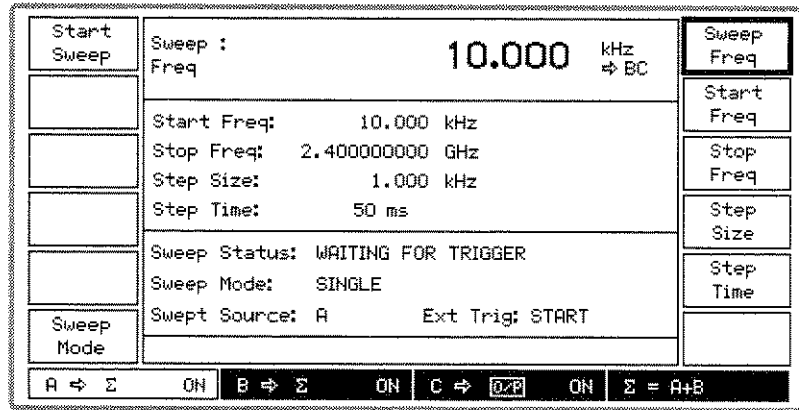 Start
Sweep
Sweep
Mode
Sweep :
Freq
10.000 kHz
⇨ BC
Start Freq: 10.000 kHz
Stop Freq: 2.400000000 GHz
Step Size: 1.000 kHz
Step Time: 50 ms
Sweep Status: WAITING FOR TRIGGER
Sweep Mode: SINGLE
Swept Source: A Ext Trig: START
Sweep
Freq
Start
Freq
Stop
Freq
Step
Size
Step
Time
A ⇨ Σ ON B ⇨ Σ ON C ⇨ O/P ON Σ = A+B